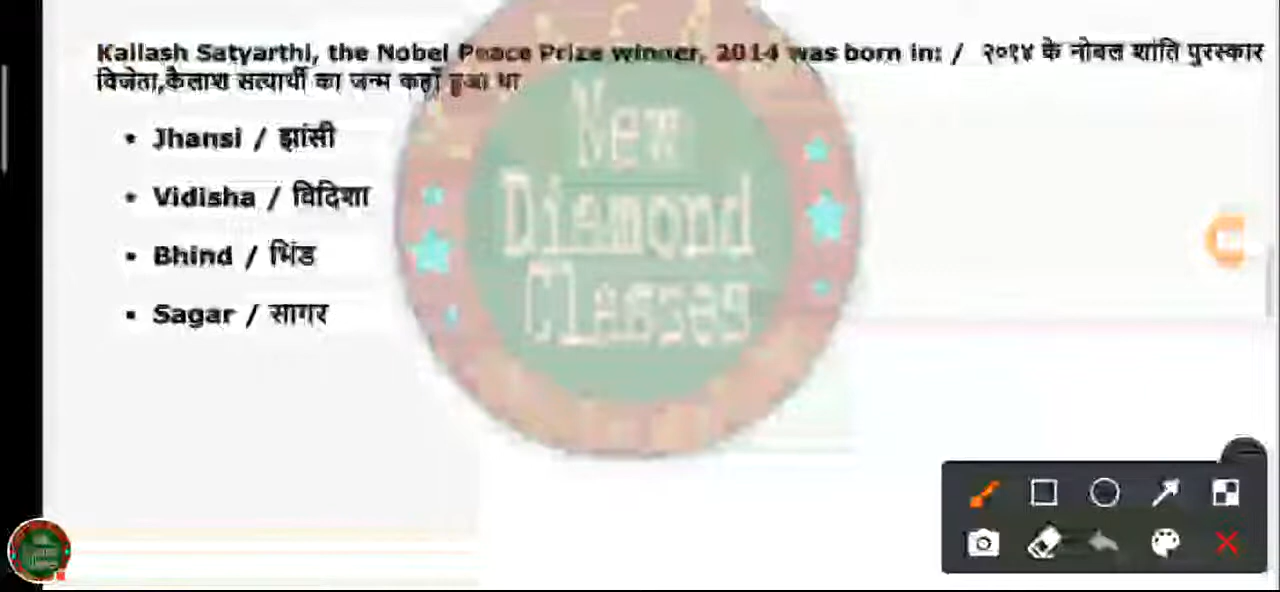 Kailash Satyarthi, the Nobel Peace Prize winner, 2014 was born in: / २०१४ के नोबल शांति पुरस्कार
विजेता,कैलाश सत्यार्थी का जन्म कहाँ हुआ था
Jhansi / झांसी
Vidisha / विदिशा
Bhind / भिंड
Sagar / सागर
New
Diamond
Classes